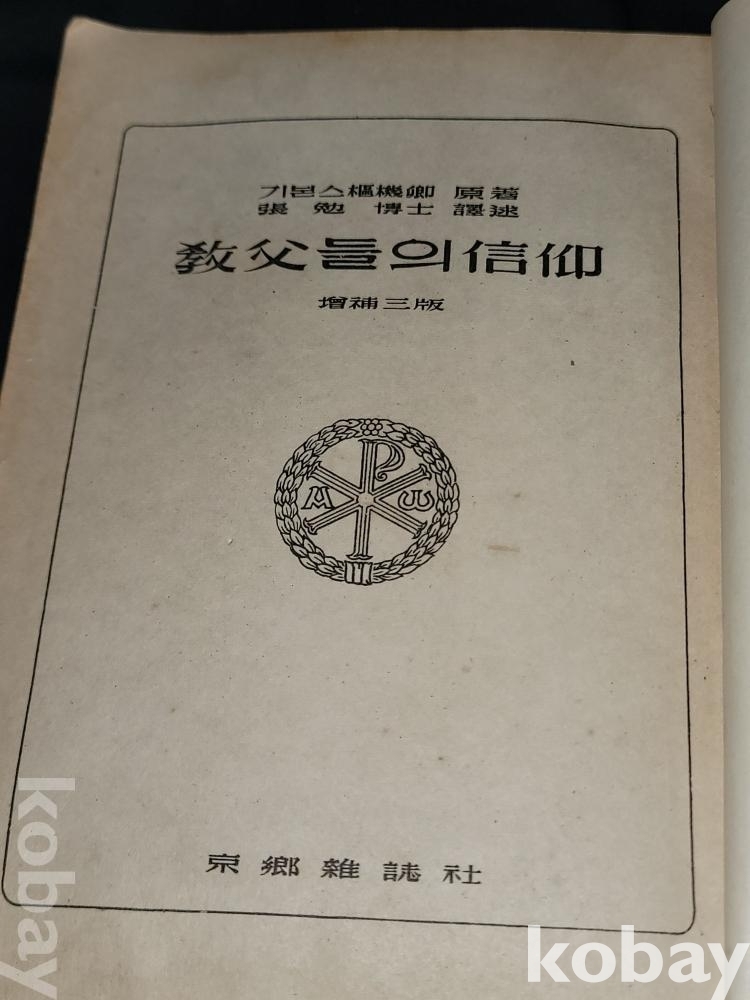 기본스樞機卿 原著
張勉 博士 譯述
敎父들의信仰
增補三版
P
A ω
京鄕雜誌社
kobay
kobay